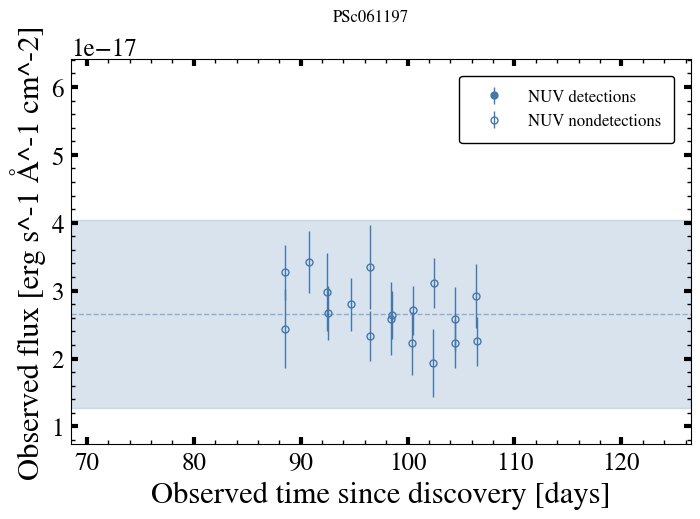 PSc061197
1e−17
Observed flux [erg s^-1 Å^-1 cm^-2]
6
5
4
3
2
1
NUV detections
NUV nondetections
70 80 90 100 110 120
Observed time since discovery [days]